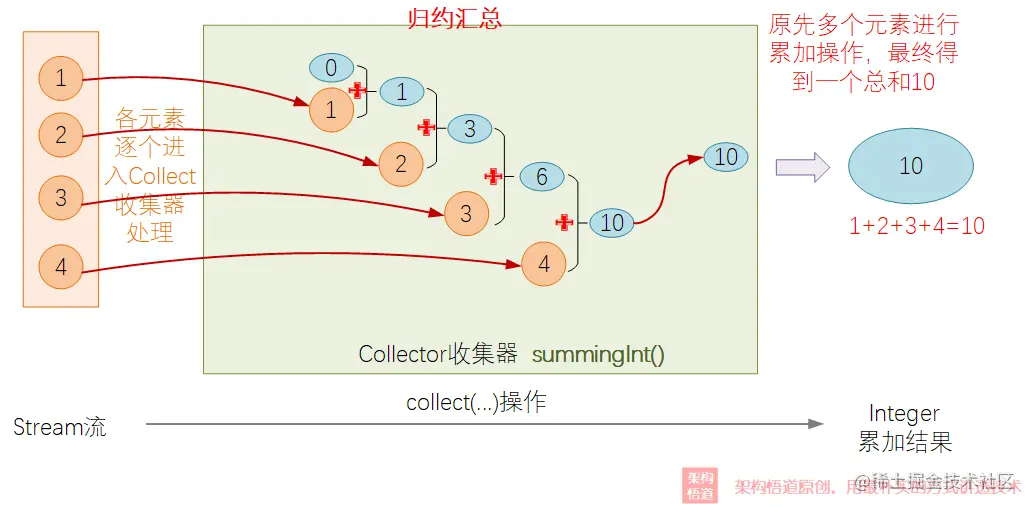 归约汇总
原先多个元素进行
累加操作，最终得
到一个总和10
1
2
3
4
各元素
逐个进
入Collect
收集器
处理
0
1
1
2
3
3
6
4
10
10
10
1+2+3+4=10
Collector收集器 summingInt()
collect(...)操作
Stream流
Integer
累加结果
架构
悟道
架构悟道原创，用最朴实的方式讲透技术
@稀土掘金技术社区